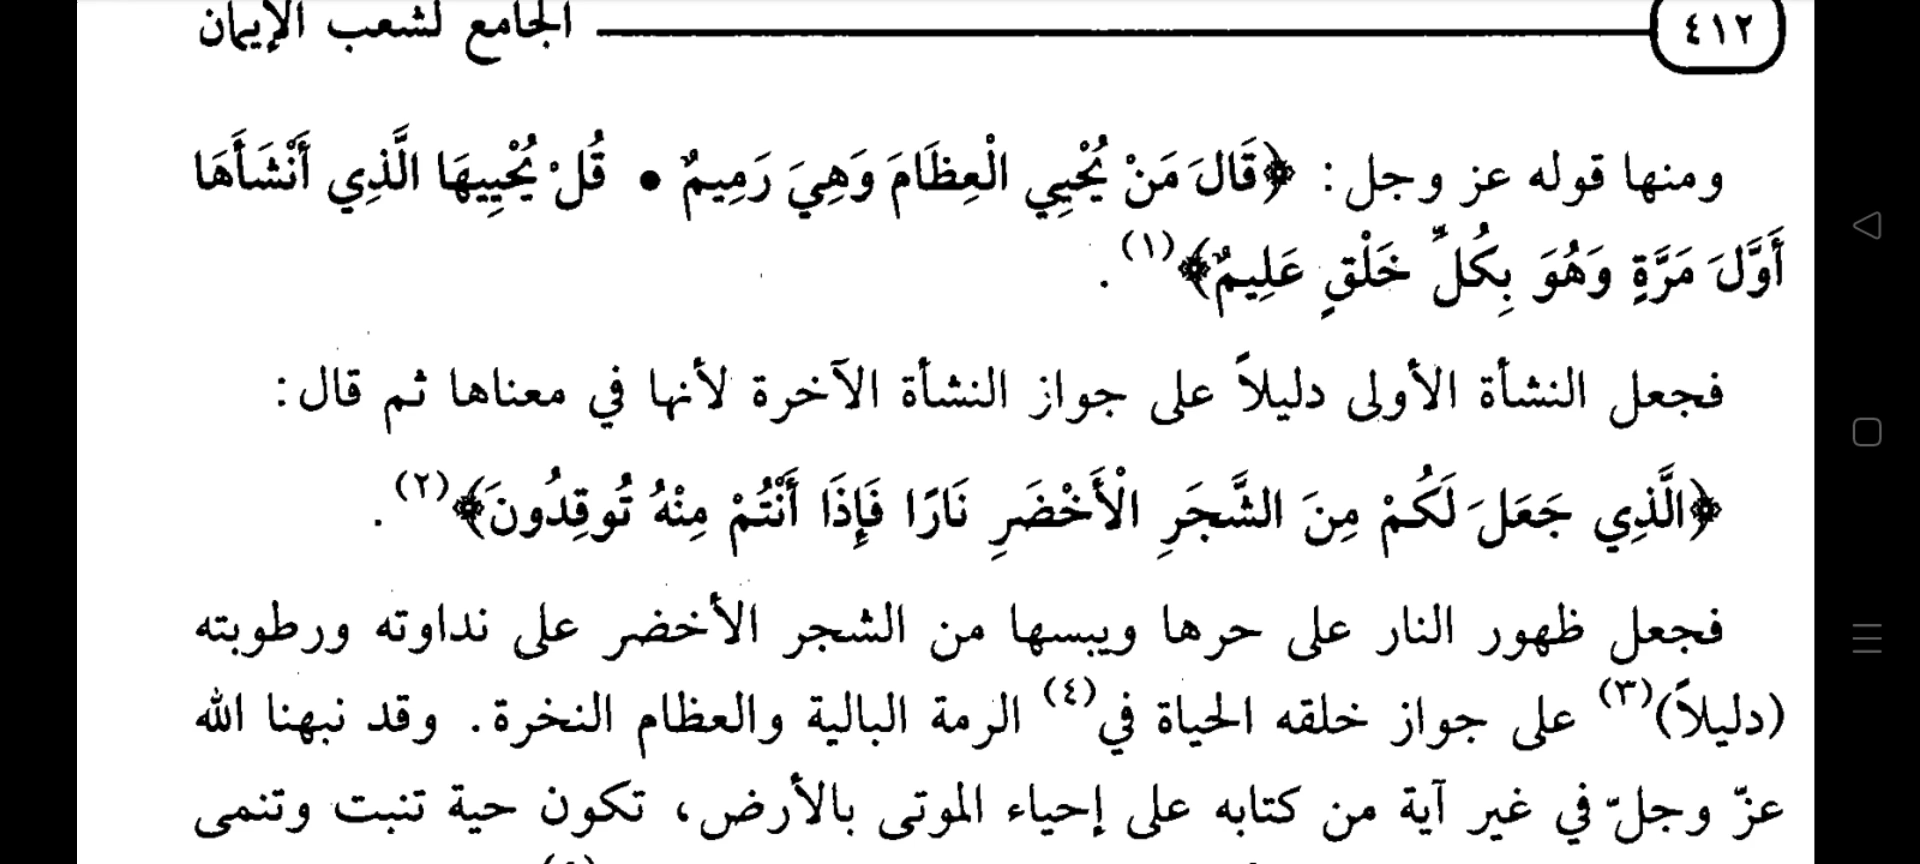 ٤١٢ الجامع لشعب الإيمان
ومنها قوله عز وجل: ﴿قَالَ مَنْ يُحْيِي الْعِظَامَ وَهِيَ رَمِيمٌ • قُلْ يُحْيِيهَا الَّذِي أَنْشَأَهَا
أَوَّلَ مَرَّةٍ وَهُوَ بِكُلِّ خَلْقٍ عَلِيمٌ﴾(١).
فجعل النشأة الأولى دليلاً على جواز النشأة الآخرة لأنها في معناها ثم قال:
﴿الَّذِي جَعَلَ لَكُمْ مِنَ الشَّجَرِ الْأَخْضَرِ نَارًا فَإِذَا أَنْتُمْ مِنْهُ تُوقِدُونَ﴾(٢).
فجعل ظهور النار على حرها ويبسها من الشجر الأخضر على نداوته ورطوبته
(دليلاً)(٣) على جواز خلقه الحياة في(٤) الرمة البالية والعظام النخرة. وقد نبهنا الله
عزّ وجلّ في غير آية من كتابه على إحياء الموتى بالأرض، تكون حية تنبت وتنمى